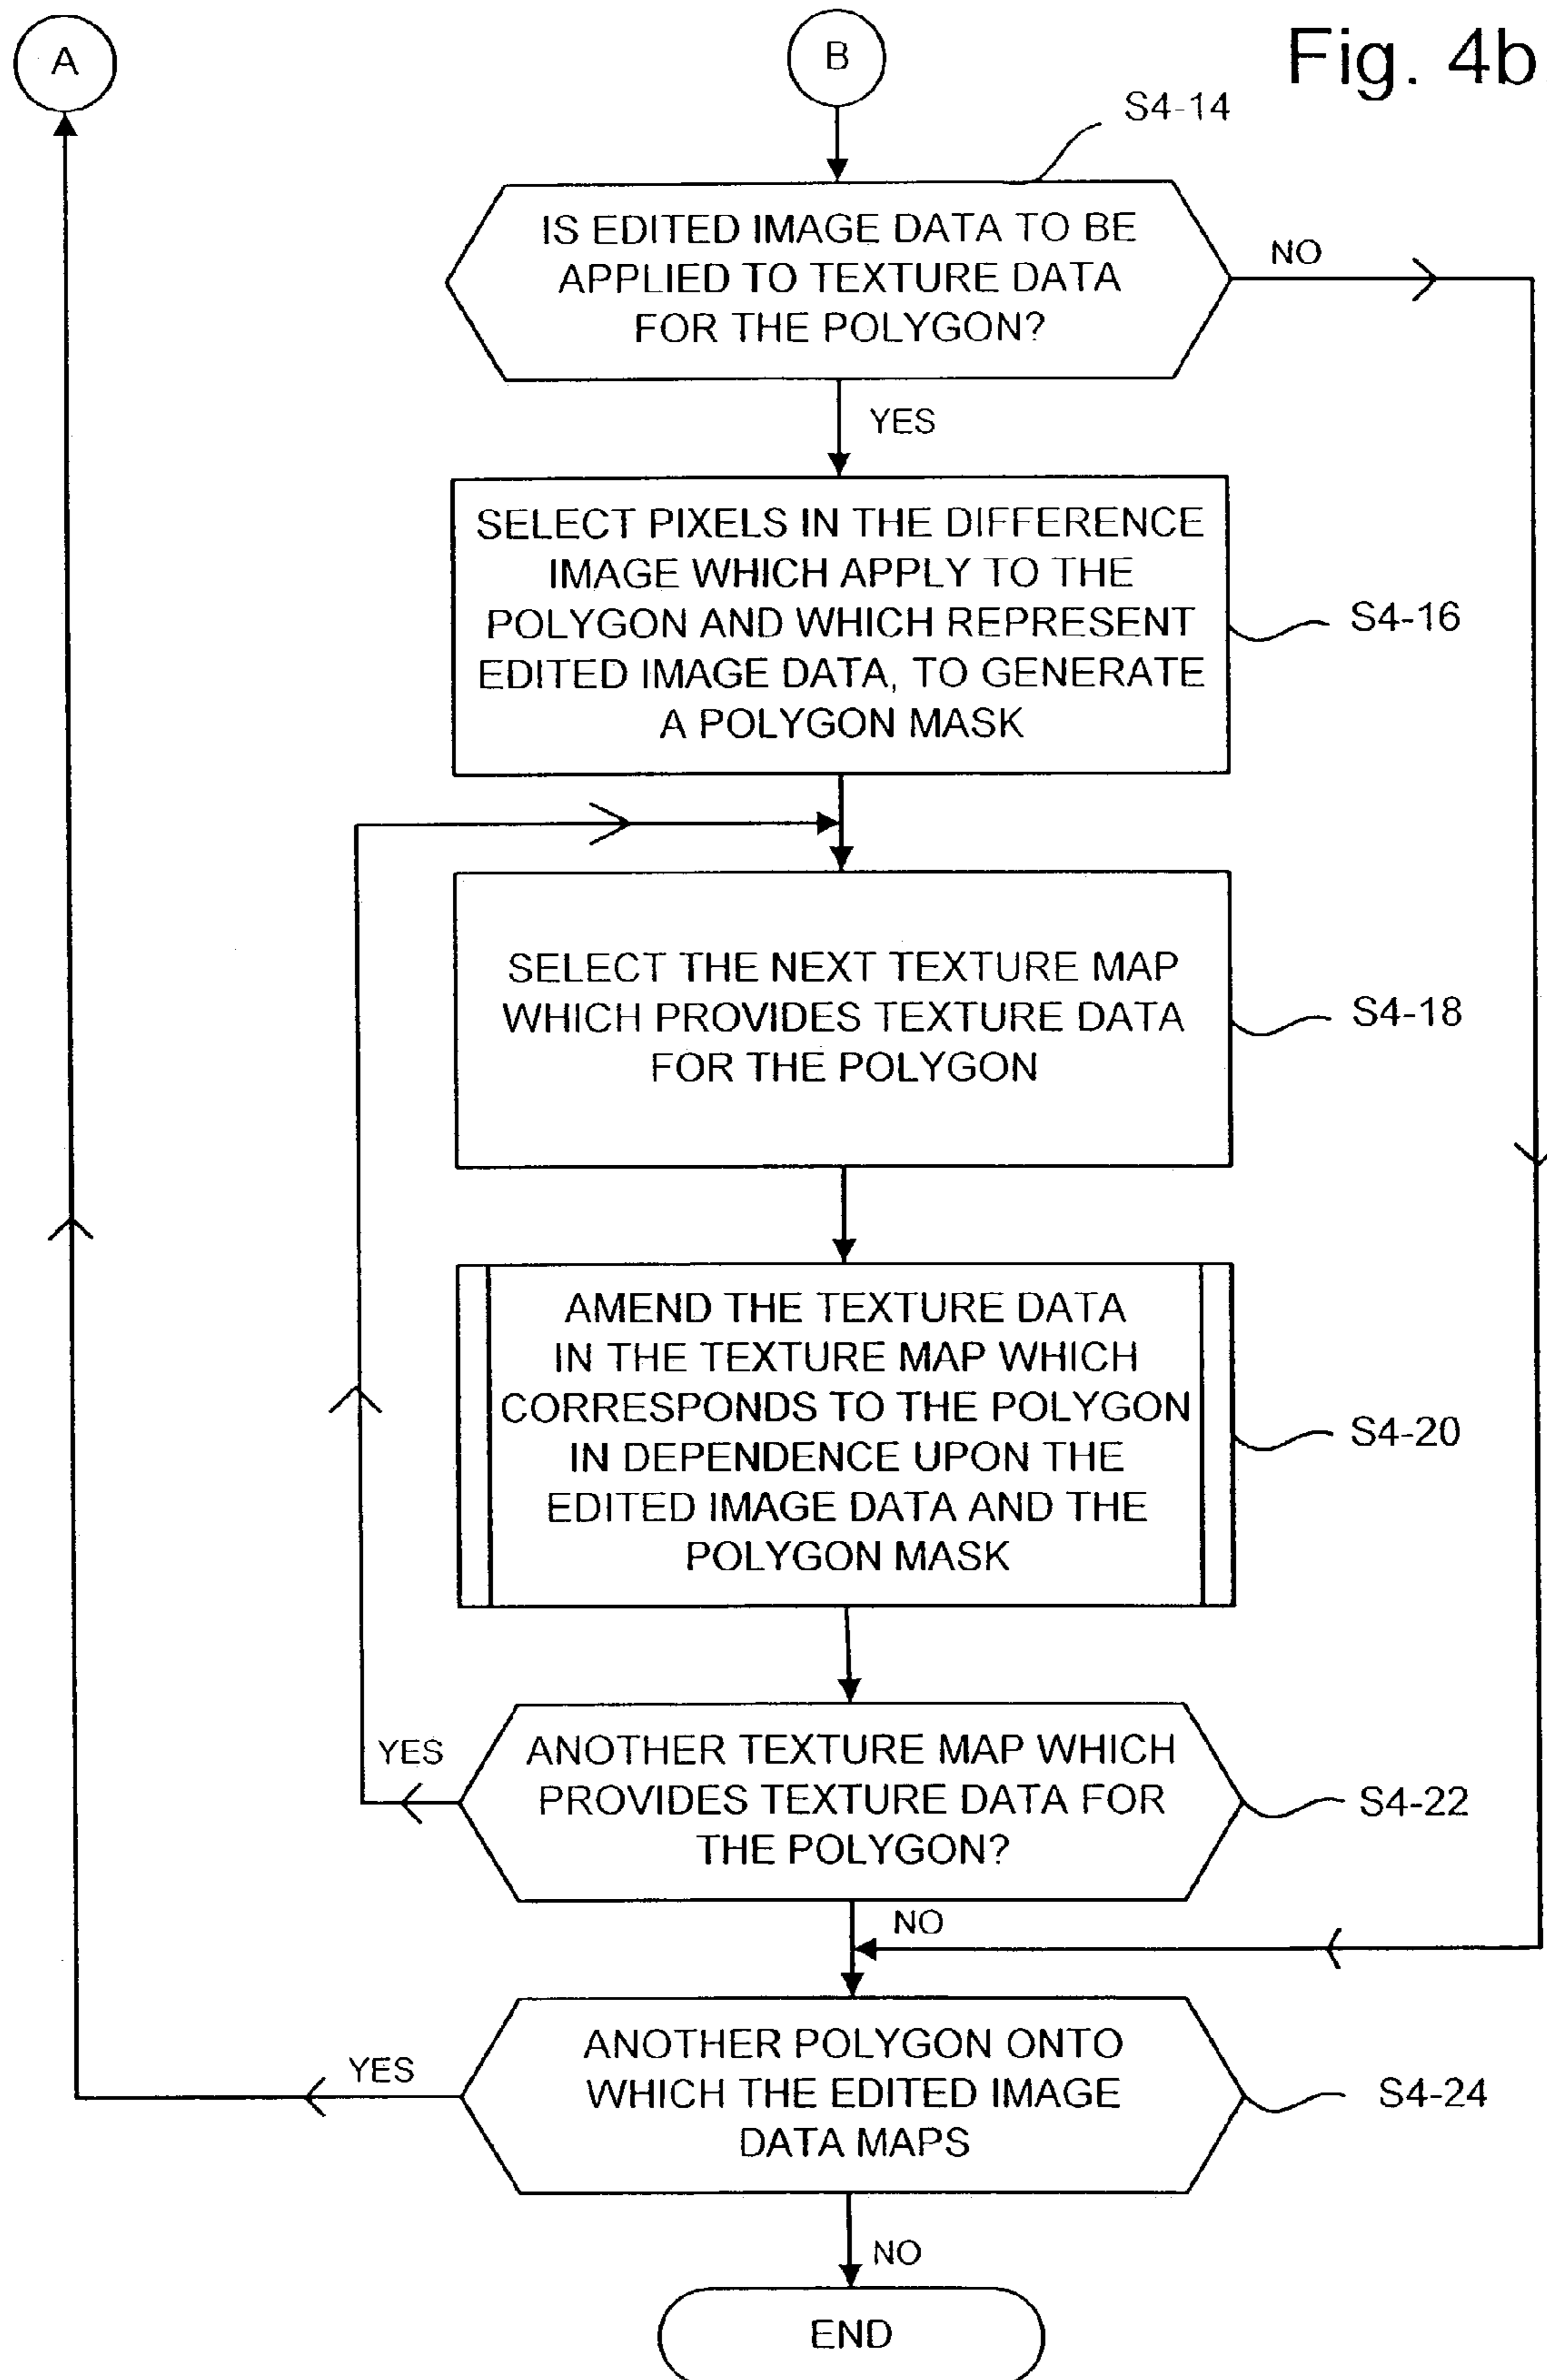 A
B
Fig. 4b
S4-14
IS EDITED IMAGE DATA TO BE
APPLIED TO TEXTURE DATA
FOR THE POLYGON?
NO
YES
SELECT PIXELS IN THE DIFFERENCE
IMAGE WHICH APPLY TO THE
POLYGON AND WHICH REPRESENT
EDITED IMAGE DATA, TO GENERATE
A POLYGON MASK
S4-16
SELECT THE NEXT TEXTURE MAP
WHICH PROVIDES TEXTURE DATA
FOR THE POLYGON
S4-18
AMEND THE TEXTURE DATA
IN THE TEXTURE MAP WHICH
CORRESPONDS TO THE POLYGON
IN DEPENDENCE UPON THE
EDITED IMAGE DATA AND THE
POLYGON MASK
S4-20
YES
ANOTHER TEXTURE MAP WHICH
PROVIDES TEXTURE DATA FOR
THE POLYGON?
S4-22
NO
YES
ANOTHER POLYGON ONTO
WHICH THE EDITED IMAGE
DATA MAPS
S4-24
NO
END